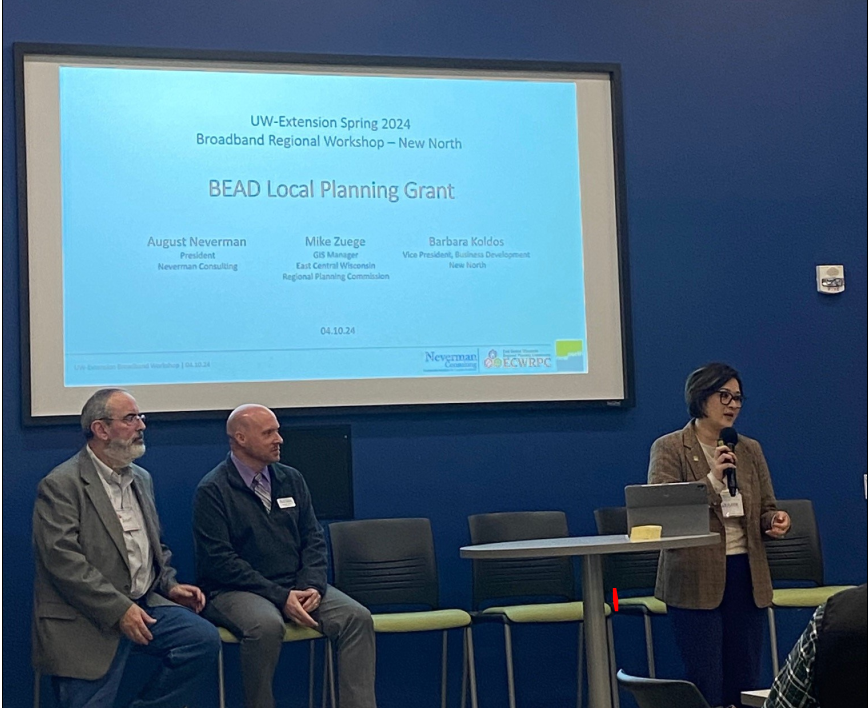 UW-Extension Spring 2024
Broadband Regional Workshop – New North
BEAD Local Planning Grant
August Neverman
President
Neverman Consulting
Mike Zuege
GIS Manager
East Central Wisconsin
Regional Planning Commission
Barbara Koldos
Vice President, Business Development
New North
04.10.24
UW-Extension Broadband Workshop | 04.10.24
Neverman
Consulting
ECWRPC